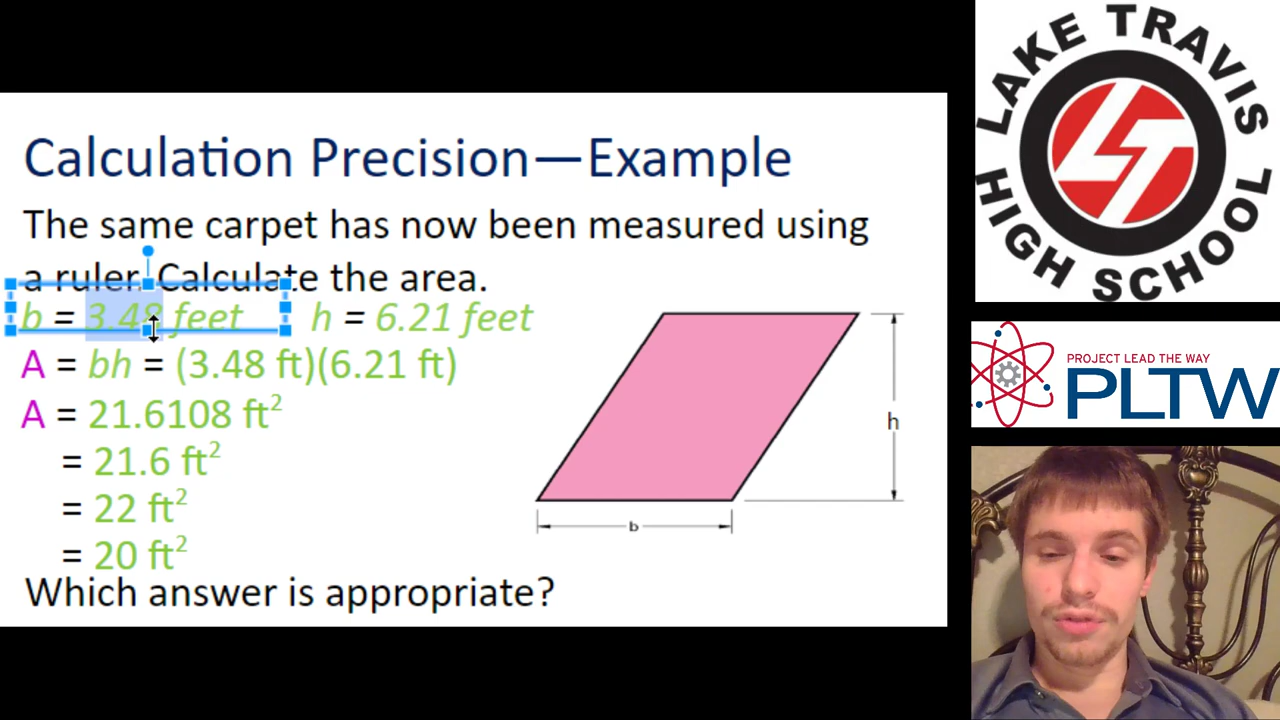 Calculation Precision—Example
The same carpet has now been measured using
a ruler. Calculate the area.
b = 3.48 feet h = 6.21 feet
A = bh = (3.48 ft)(6.21 ft)
A = 21.6108 ft²
= 21.6 ft²
= 22 ft²
= 20 ft²
Which answer is appropriate?
h
b
LAKE TRAVIS
LT
HIGH SCHOOL
PROJECT LEAD THE WAY
PLTW